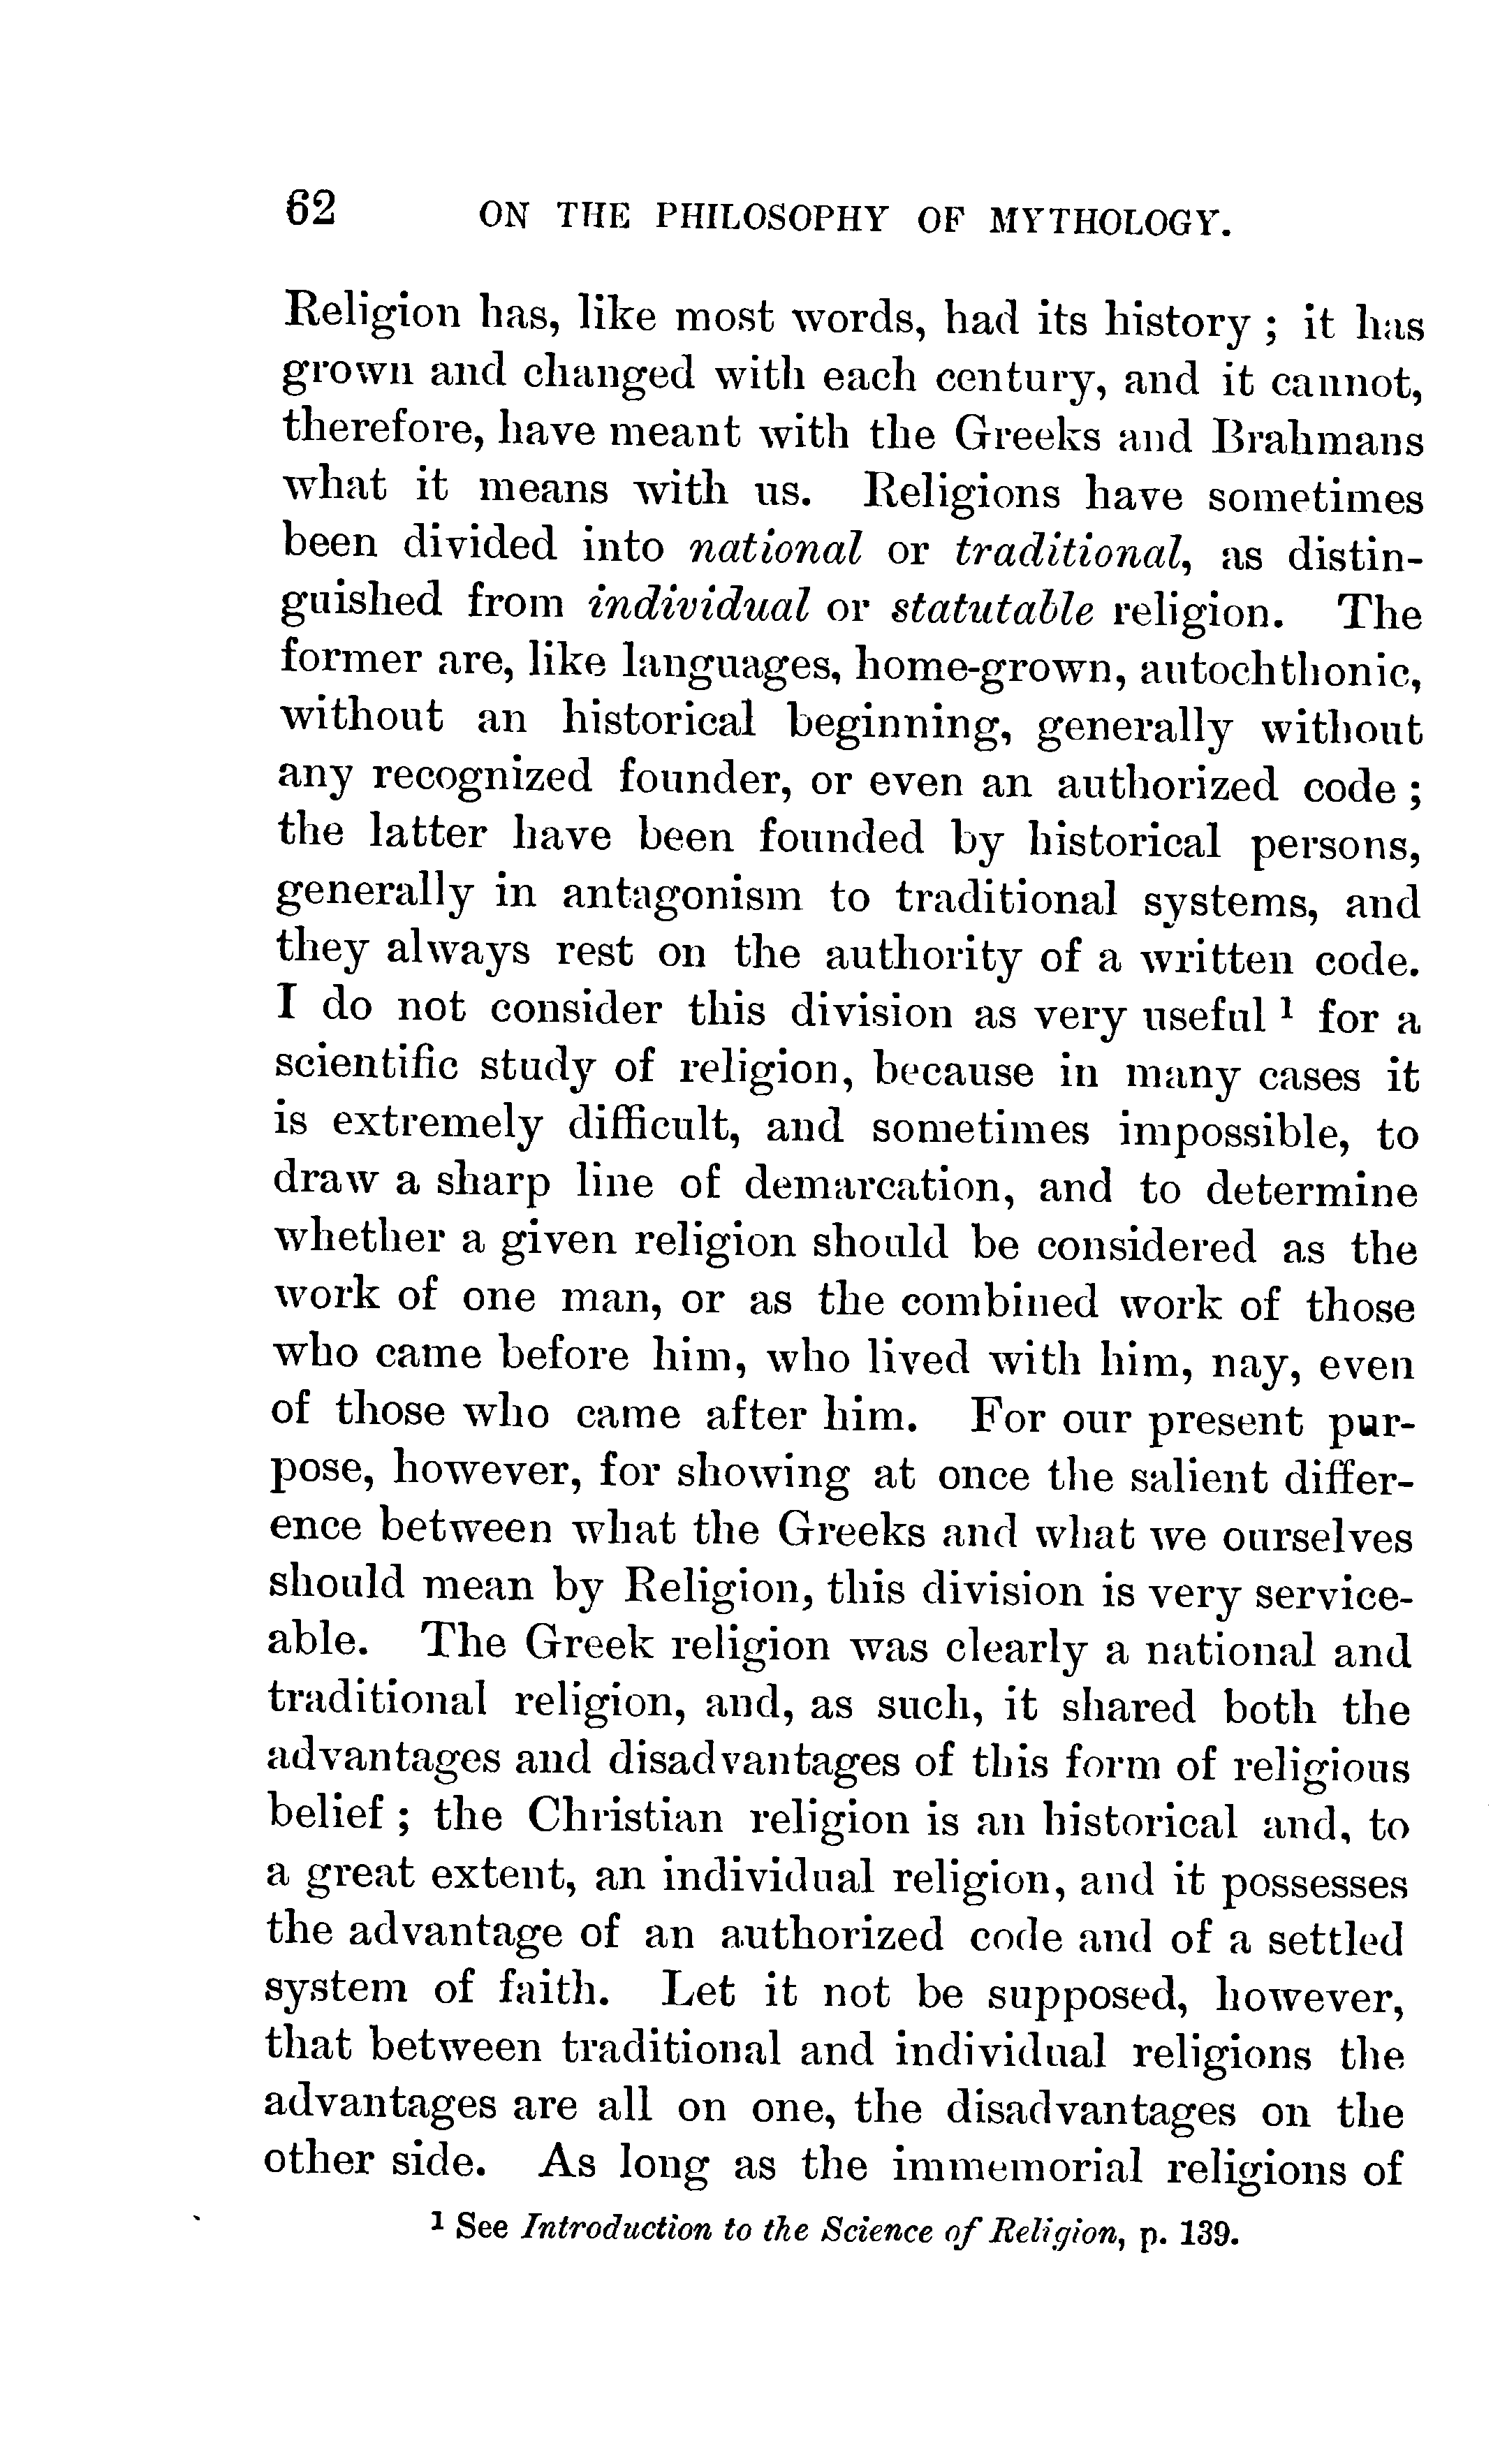 62 ON THE PHILOSOPHY OF MYTHOLOGY.
Religion has, like most words, had its history ; it has
grown and changed with each century, and it cannot,
therefore, have meant with the Greeks and Brahmans
what it means with us. Religions have sometimes
been divided into national or traditional, as distin-
guished from individual or statutable religion. The
former are, like languages, home-grown, autochthonic,
without an historical beginning, generally without
any recognized founder, or even an authorized code ;
the latter have been founded by historical persons,
generally in antagonism to traditional systems, and
they always rest on the authority of a written code.
I do not consider this division as very useful ¹ for a
scientific study of religion, because in many cases it
is extremely difficult, and sometimes impossible, to
draw a sharp line of demarcation, and to determine
whether a given religion should be considered as the
work of one man, or as the combined work of those
who came before him, who lived with him, nay, even
of those who came after him. For our present pur-
pose, however, for showing at once the salient differ-
ence between what the Greeks and what we ourselves
should mean by Religion, this division is very service-
able. The Greek religion was clearly a national and
traditional religion, and, as such, it shared both the
advantages and disadvantages of this form of religious
belief ; the Christian religion is an historical and, to
a great extent, an individual religion, and it possesses
the advantage of an authorized code and of a settled
system of faith. Let it not be supposed, however,
that between traditional and individual religions the
advantages are all on one, the disadvantages on the
other side. As long as the immemorial religions of
¹ See Introduction to the Science of Religion, p. 139.